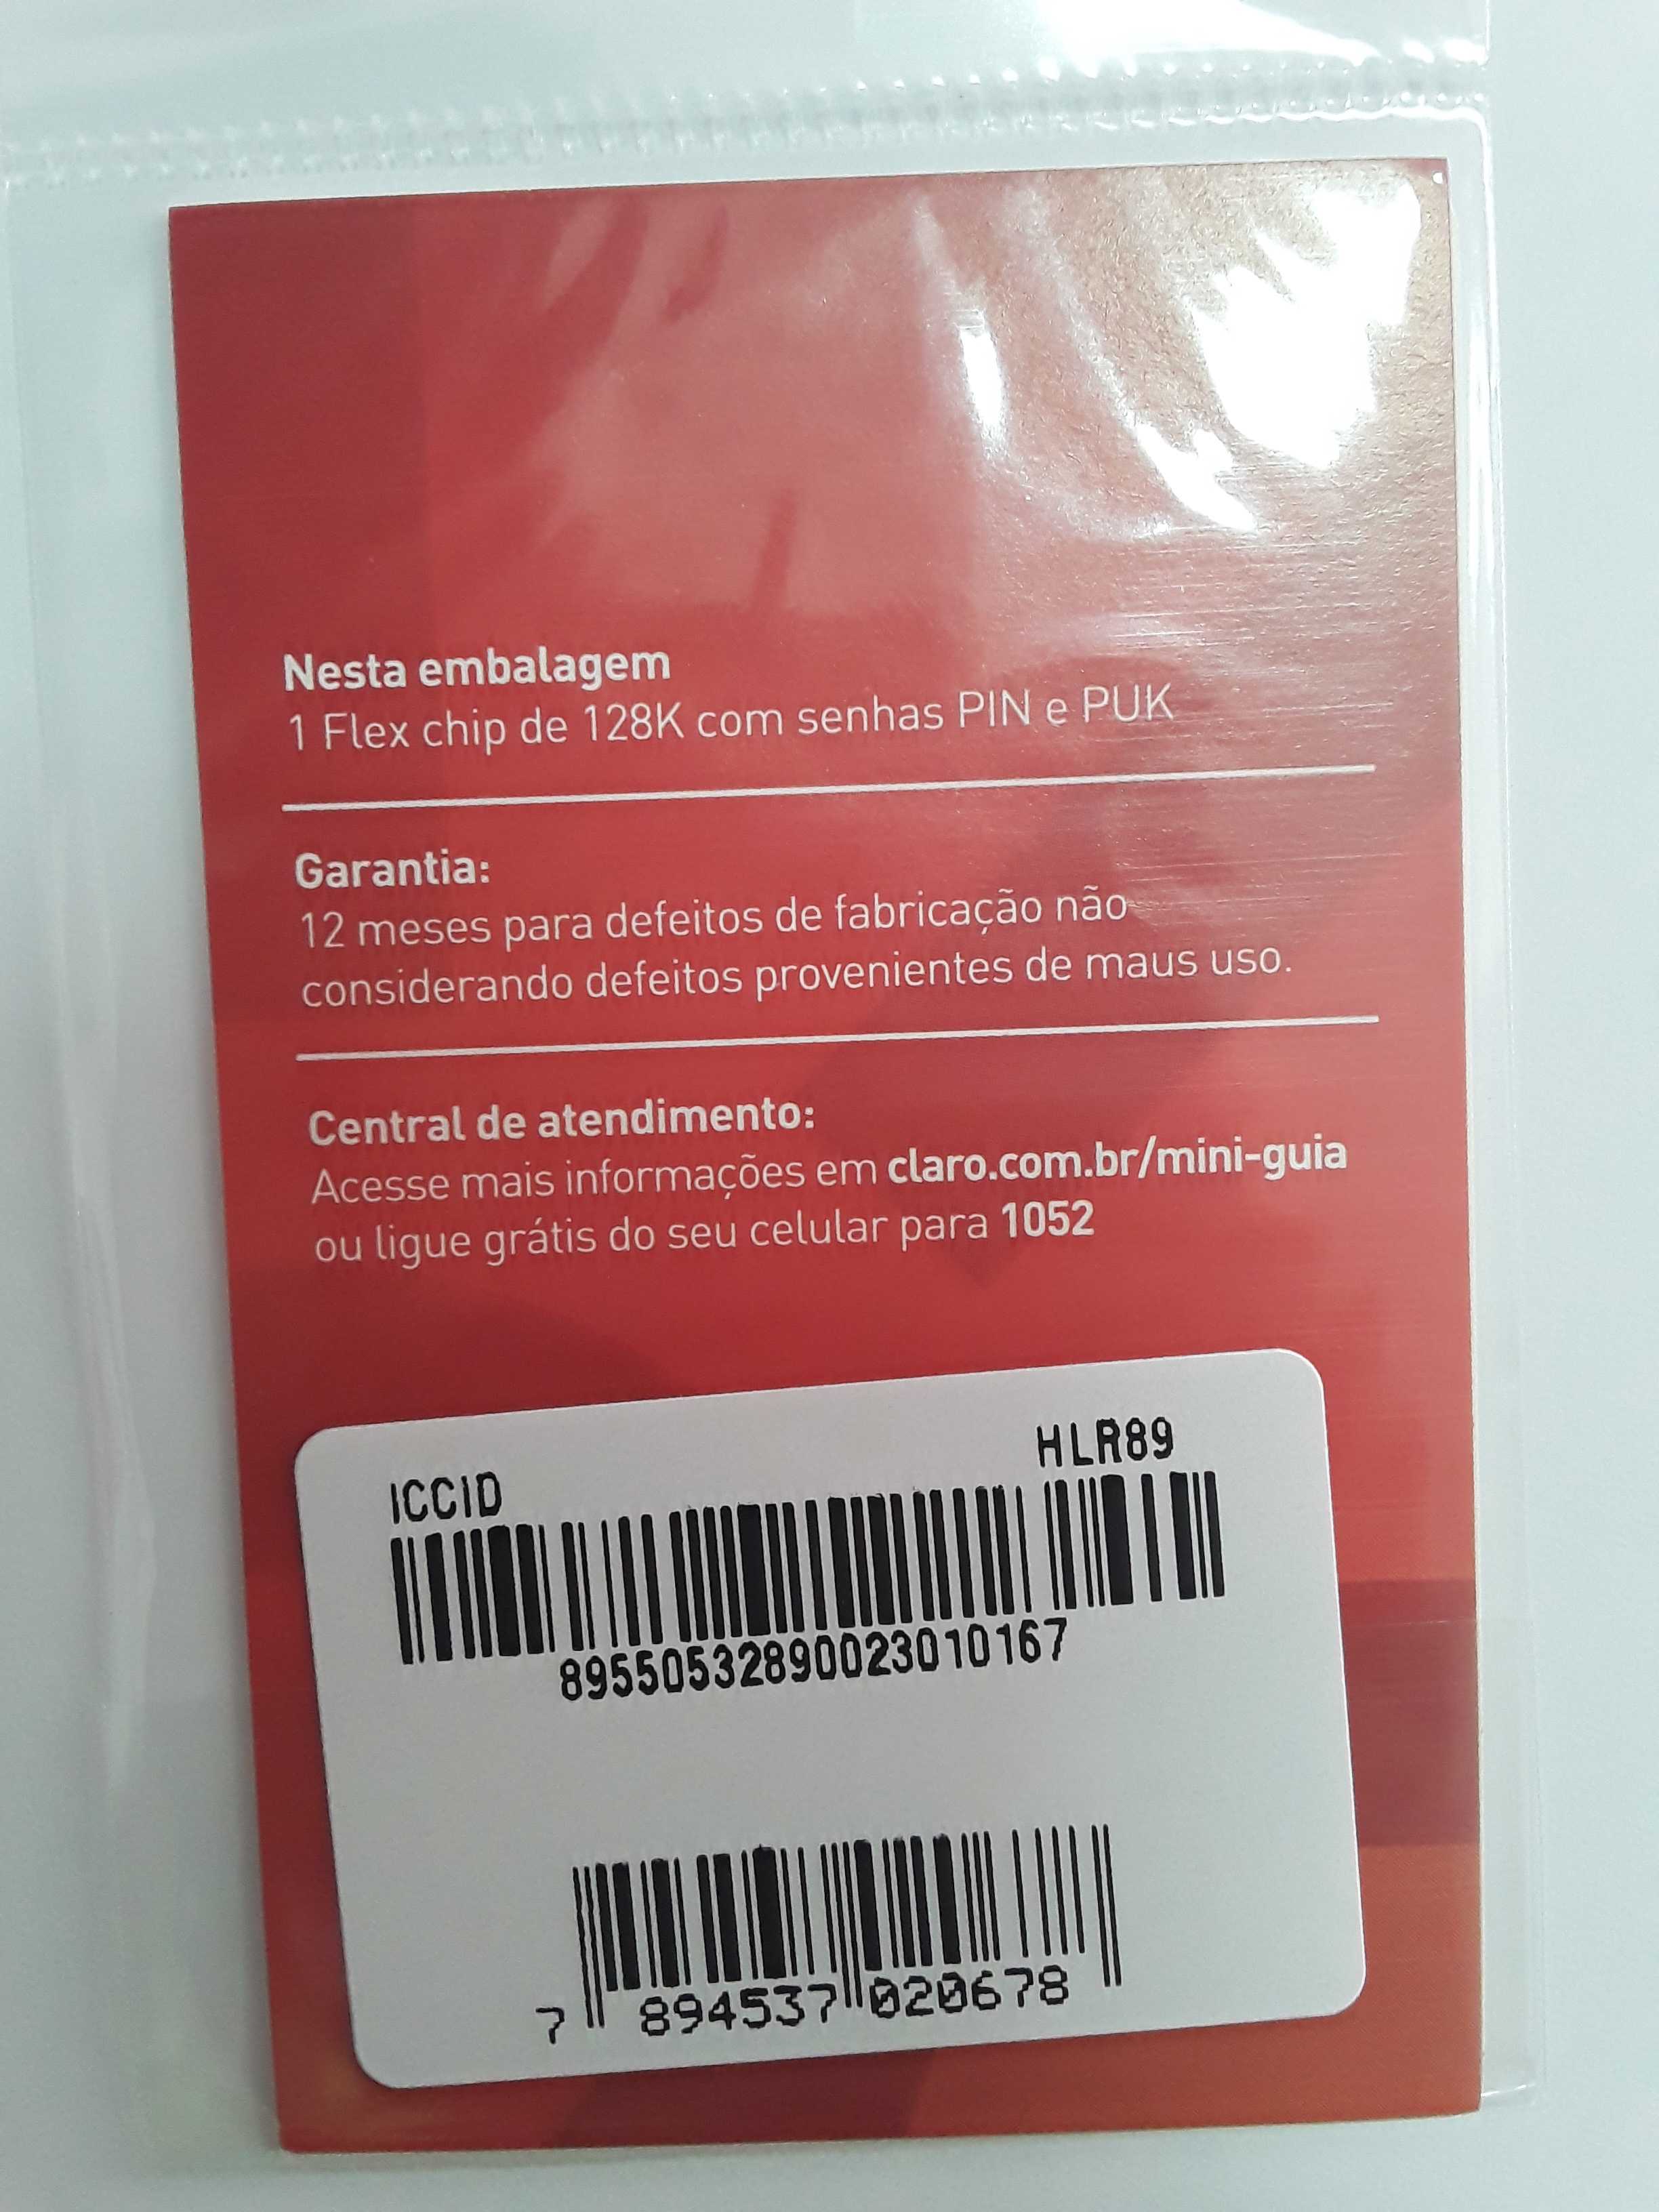 Nesta embalagem
1 Flex chip de 128K com senhas PIN e PUK
Garantia:
12 meses para defeitos de fabricação não
considerando defeitos provenientes de maus uso.
Central de atendimento:
Acesse mais informações em claro.com.br/mini-guia
ou ligue grátis do seu celular para 1052
ICCID HLR89
89550532890023010167
7 894537 020678